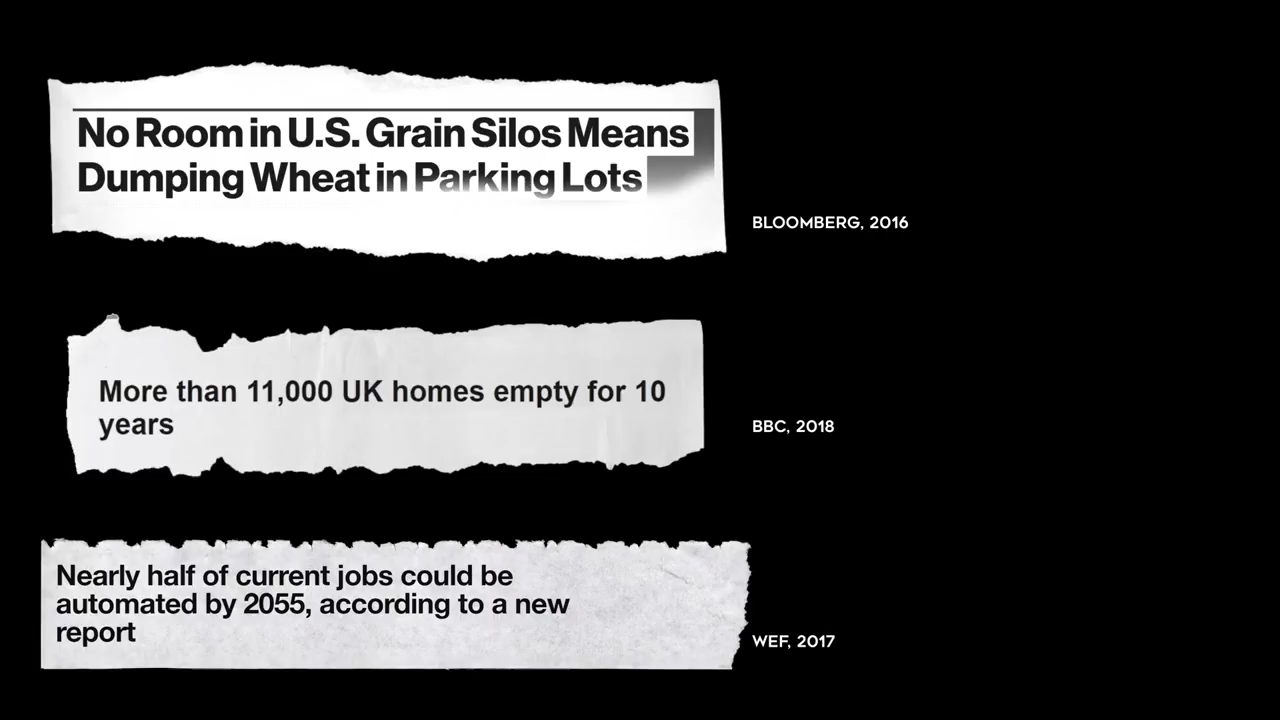 No Room in U.S. Grain Silos Means
Dumping Wheat in Parking Lots
BLOOMBERG, 2016
More than 11,000 UK homes empty for 10
years
BBC, 2018
Nearly half of current jobs could be
automated by 2055, according to a new
report
WEF, 2017